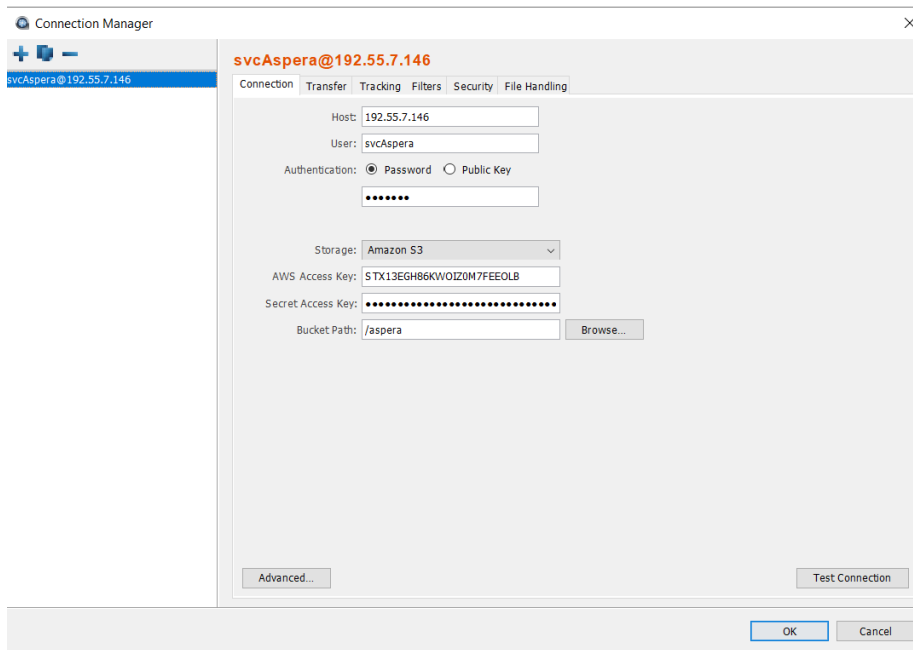 Connection Manager
svcAspera@192.55.7.146
svcAspera@192.55.7.146
Connection Transfer Tracking Filters Security File Handling
Host: 192.55.7.146
User: svcAspera
Authentication: Password Public Key
•••••••
Storage: Amazon S3
AWS Access Key: STX13EGH86KWOIZ0M7FEEOLB
Secret Access Key: ••••••••••••••••••••••••••••••
Bucket Path: /aspera Browse...
Advanced... Test Connection
OK Cancel